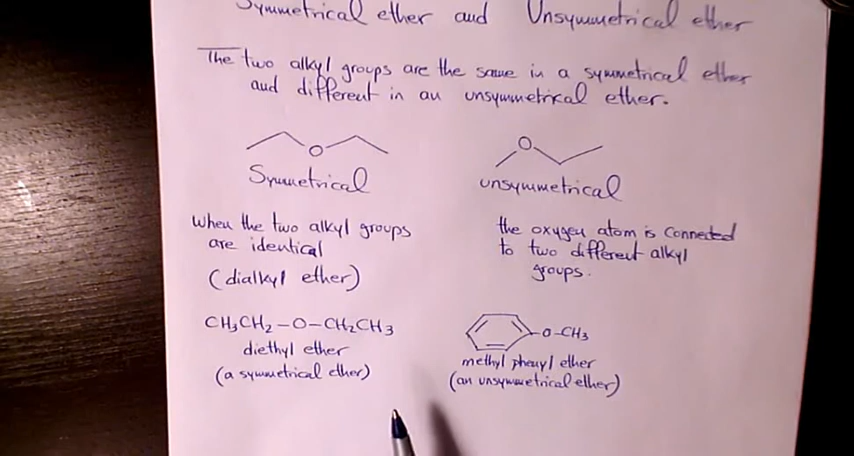 Symmetrical ether and Unsymmetrical ether
The two alkyl groups are the same in a symmetrical ether
and different in an unsymmetrical ether.
O
O
Symmetrical
unsymmetrical
When the two alkyl groups
are identical
(dialkyl ether)
the oxygen atom is connected
to two different alkyl
groups.
CH3CH2-O-CH2CH3
diethyl ether
(a symmetrical ether)
-O-CH3
methyl phenyl ether
(an unsymmetrical ether)